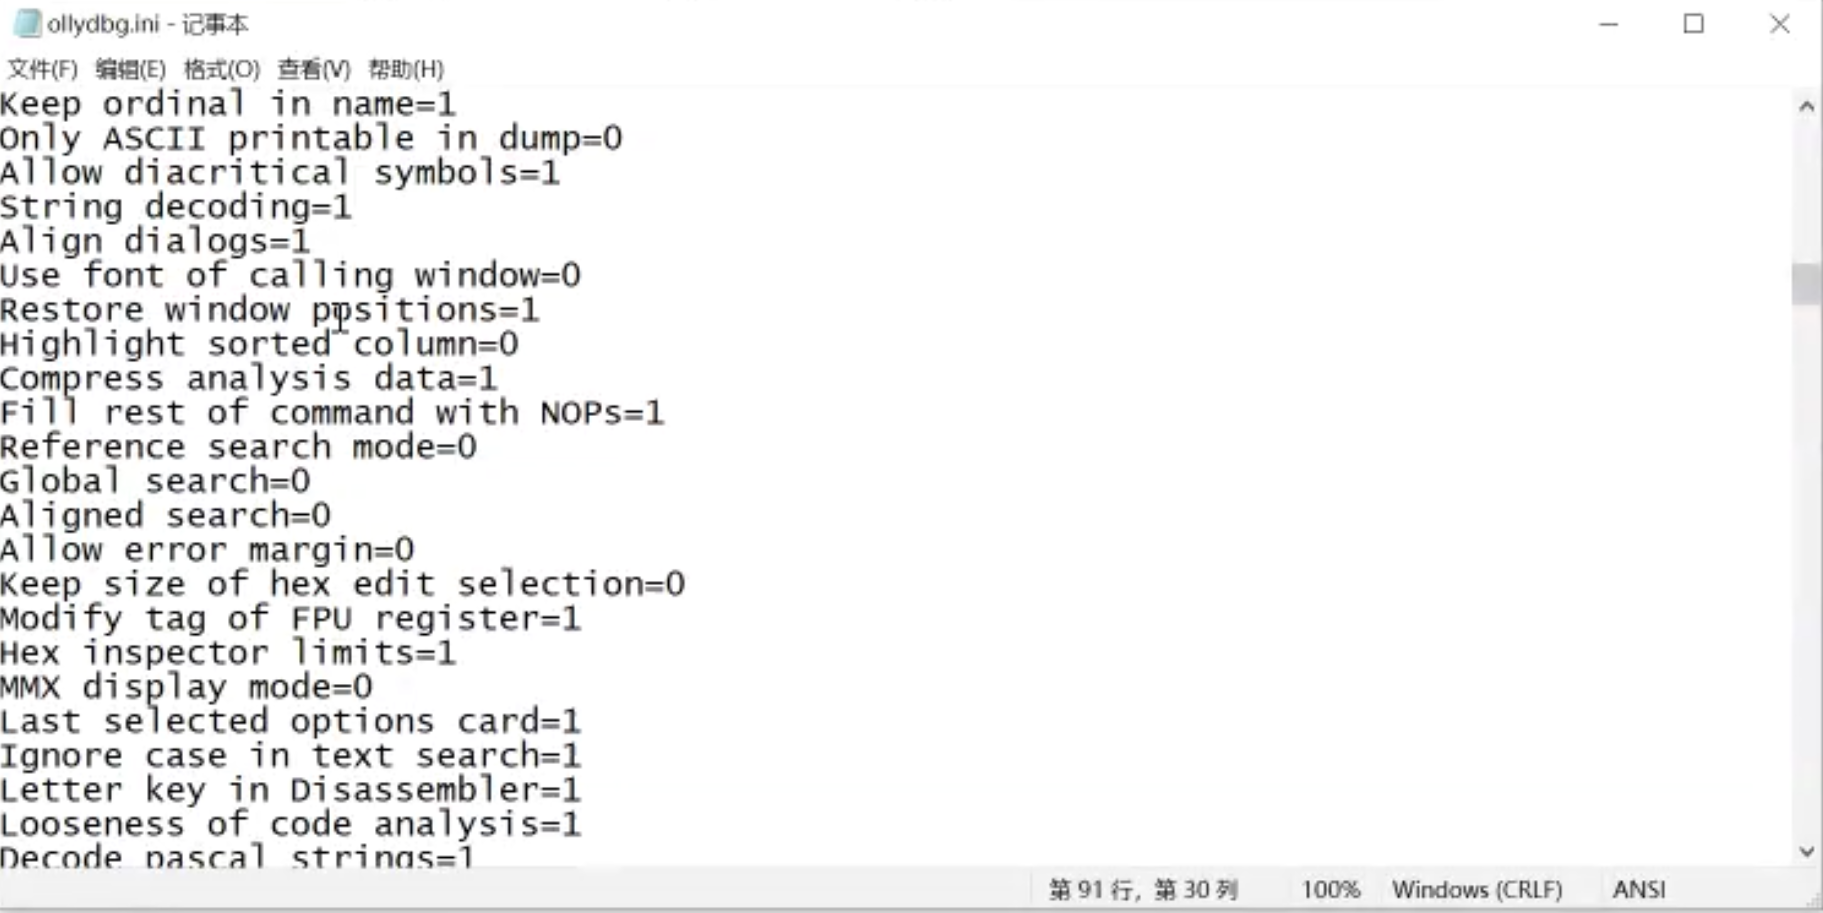 ollydbg.ini - 记事本
文件(F) 编辑(E) 格式(O) 查看(V) 帮助(H)
Keep ordinal in name=1
Only ASCII printable in dump=0
Allow diacritical symbols=1
String decoding=1
Align dialogs=1
Use font of calling window=0
Restore window positions=1
Highlight sorted column=0
Compress analysis data=1
Fill rest of command with NOPs=1
Reference search mode=0
Global search=0
Aligned search=0
Allow error margin=0
Keep size of hex edit selection=0
Modify tag of FPU register=1
Hex inspector limits=1
MMX display mode=0
Last selected options card=1
Ignore case in text search=1
Letter key in Disassembler=1
Looseness of code analysis=1
Decode pascal strings=1
第 91 行，第 30 列 100% Windows (CRLF) ANSI